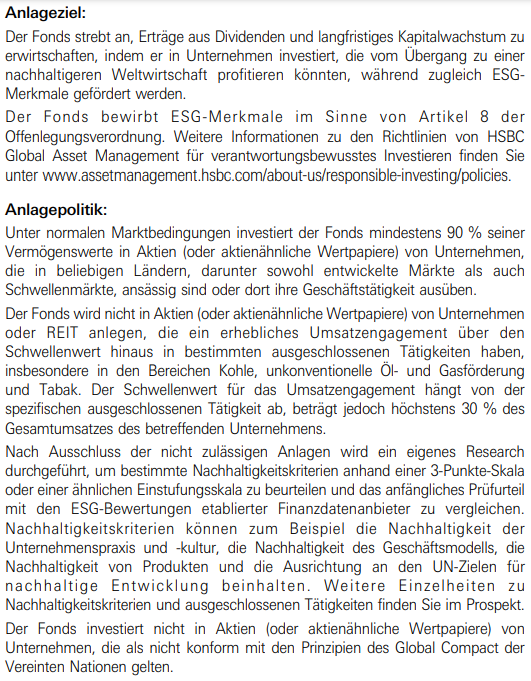 Anlageziel:
Der Fonds strebt an, Erträge aus Dividenden und langfristiges Kapitalwachstum zu
erwirtschaften, indem er in Unternehmen investiert, die vom Übergang zu einer
nachhaltigeren Weltwirtschaft profitieren könnten, während zugleich ESG-
Merkmale gefördert werden.
Der Fonds bewirbt ESG-Merkmale im Sinne von Artikel 8 der
Offenlegungsverordnung. Weitere Informationen zu den Richtlinien von HSBC
Global Asset Management für verantwortungsbewusstes Investieren finden Sie
unter www.assetmanagement.hsbc.com/about-us/responsible-investing/policies.
Anlagepolitik:
Unter normalen Marktbedingungen investiert der Fonds mindestens 90 % seiner
Vermögenswerte in Aktien (oder aktienähnliche Wertpapiere) von Unternehmen,
die in beliebigen Ländern, darunter sowohl entwickelte Märkte als auch
Schwellenmärkte, ansässig sind oder dort ihre Geschäftstätigkeit ausüben.
Der Fonds wird nicht in Aktien (oder aktienähnliche Wertpapiere) von Unternehmen
oder REIT anlegen, die ein erhebliches Umsatzengagement über den
Schwellenwert hinaus in bestimmten ausgeschlossenen Tätigkeiten haben,
insbesondere in den Bereichen Kohle, unkonventionelle Öl- und Gasförderung
und Tabak. Der Schwellenwert für das Umsatzengagement hängt von der
spezifischen ausgeschlossenen Tätigkeit ab, beträgt jedoch höchstens 30 % des
Gesamtumsatzes des betreffenden Unternehmens.
Nach Ausschluss der nicht zulässigen Anlagen wird ein eigenes Research
durchgeführt, um bestimmte Nachhaltigkeitskriterien anhand einer 3-Punkte-Skala
oder einer ähnlichen Einstufungsskala zu beurteilen und das anfängliches Prüfurteil
mit den ESG-Bewertungen etablierter Finanzdatenanbieter zu vergleichen.
Nachhaltigkeitskriterien können zum Beispiel die Nachhaltigkeit der
Unternehmenspraxis und -kultur, die Nachhaltigkeit des Geschäftsmodells, die
Nachhaltigkeit von Produkten und die Ausrichtung an den UN-Zielen für
nachhaltige Entwicklung beinhalten. Weitere Einzelheiten zu
Nachhaltigkeitskriterien und ausgeschlossenen Tätigkeiten finden Sie im Prospekt.
Der Fonds investiert nicht in Aktien (oder aktienähnliche Wertpapiere) von
Unternehmen, die als nicht konform mit den Prinzipien des Global Compact der
Vereinten Nationen gelten.